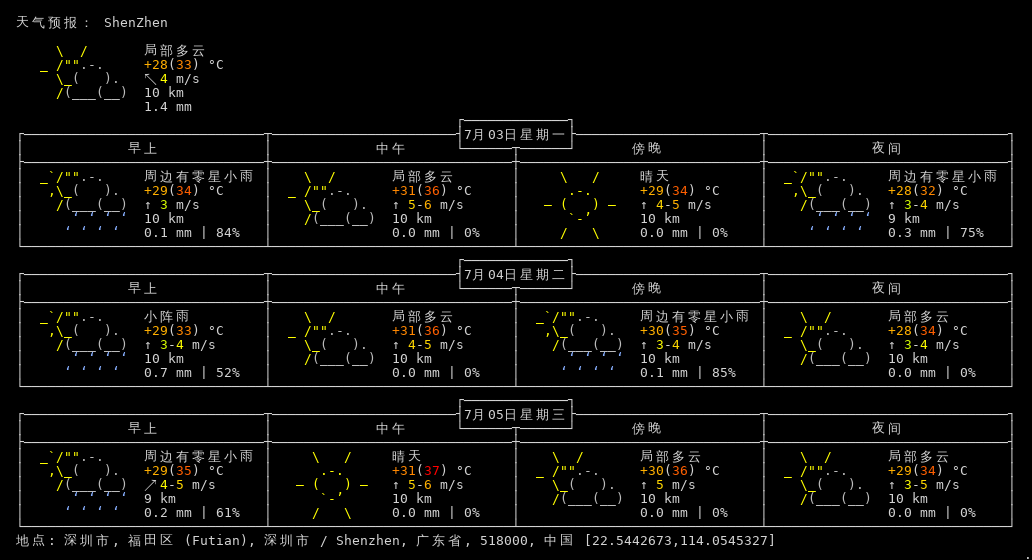 天气预报： ShenZhen
局部多云
+28(33) °C
↖4 m/s
10 km
1.4 mm
7月03日星期一
早上 中午 傍晚 夜间
周边有零星小雨 局部多云 晴天 周边有零星小雨
+29(34) °C +31(36) °C +29(34) °C +28(32) °C
↑ 3 m/s ↑ 5-6 m/s ↑ 4-5 m/s ↑ 3-4 m/s
10 km 10 km 10 km 9 km
0.1 mm | 84% 0.0 mm | 0% 0.0 mm | 0% 0.3 mm | 75%
7月04日星期二
早上 中午 傍晚 夜间
小阵雨 局部多云 周边有零星小雨 局部多云
+29(33) °C +31(36) °C +30(35) °C +28(34) °C
↑ 3-4 m/s ↑ 4-5 m/s ↑ 3-4 m/s ↑ 3-4 m/s
10 km 10 km 10 km 10 km
0.7 mm | 52% 0.0 mm | 0% 0.1 mm | 85% 0.0 mm | 0%
7月05日星期三
早上 中午 傍晚 夜间
周边有零星小雨 晴天 局部多云 局部多云
+29(35) °C +31(37) °C +30(36) °C +29(34) °C
↗4-5 m/s ↑ 5-6 m/s ↑ 5 m/s ↑ 3-5 m/s
9 km 10 km 10 km 10 km
0.2 mm | 61% 0.0 mm | 0% 0.0 mm | 0% 0.0 mm | 0%
地点: 深圳市, 福田区 (Futian), 深圳市 / Shenzhen, 广东省, 518000, 中国 [22.5442673,114.0545327]